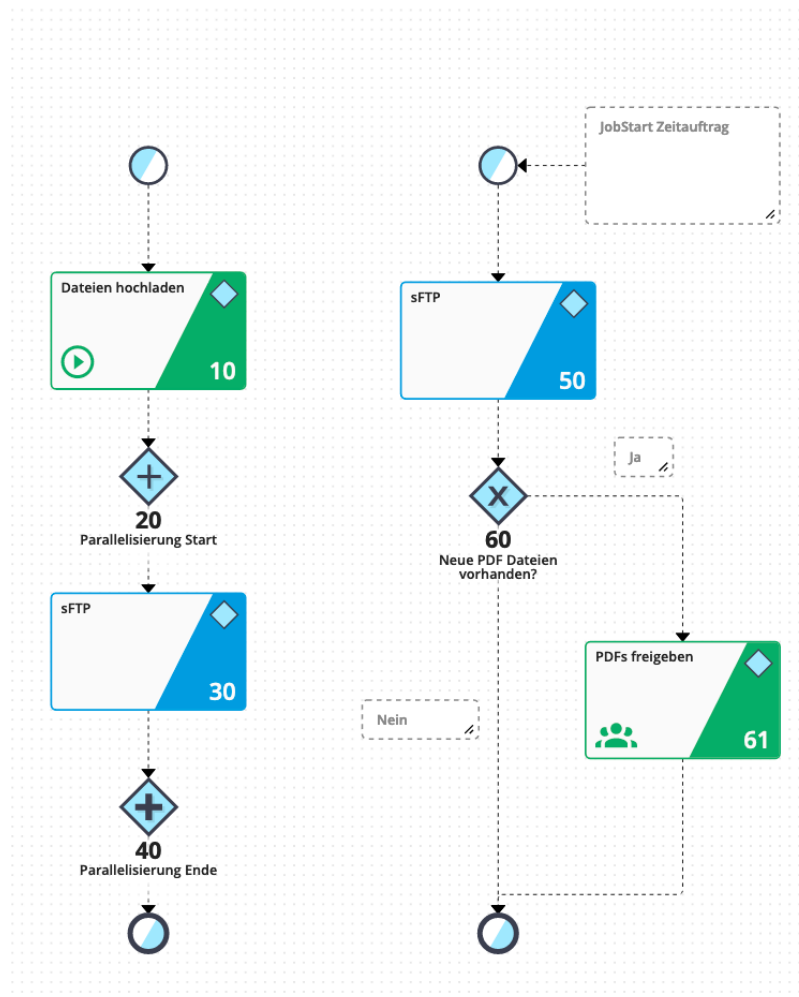 JobStart Zeitauftrag
Dateien hochladen
10
20
Parallelisierung Start
sFTP
30
40
Parallelisierung Ende
sFTP
50
Ja
X
60
Neue PDF Dateien
vorhanden?
Nein
PDFs freigeben
61